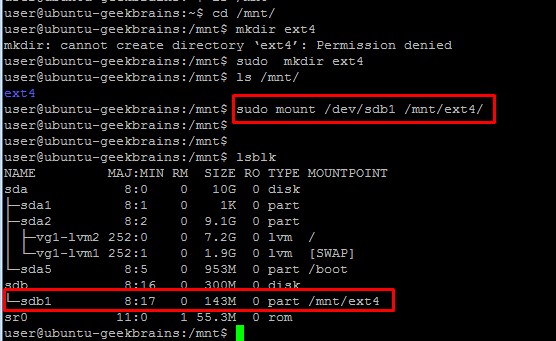 user@ubuntu-geekbrains:~$ cd /mnt/
user@ubuntu-geekbrains:/mnt$ mkdir ext4
mkdir: cannot create directory ‘ext4’: Permission denied
user@ubuntu-geekbrains:/mnt$ sudo  mkdir ext4
user@ubuntu-geekbrains:/mnt$ ls /mnt/
ext4
user@ubuntu-geekbrains:/mnt$ sudo mount /dev/sdb1 /mnt/ext4/
user@ubuntu-geekbrains:/mnt$
user@ubuntu-geekbrains:/mnt$
user@ubuntu-geekbrains:/mnt$ lsblk
NAME         MAJ:MIN RM  SIZE RO TYPE MOUNTPOINT
sda            8:0    0   10G  0 disk
├─sda1         8:1    0    1K  0 part
├─sda2         8:2    0  9.1G  0 part
│ ├─vg1-lvm2 252:0    0  7.2G  0 lvm  /
│ └─vg1-lvm1 252:1    0  1.9G  0 lvm  [SWAP]
└─sda5         8:5    0  953M  0 part /boot
sdb            8:16   0  300M  0 disk
└─sdb1         8:17   0  143M  0 part /mnt/ext4
sr0           11:0    1 55.3M  0 rom
user@ubuntu-geekbrains:/mnt$